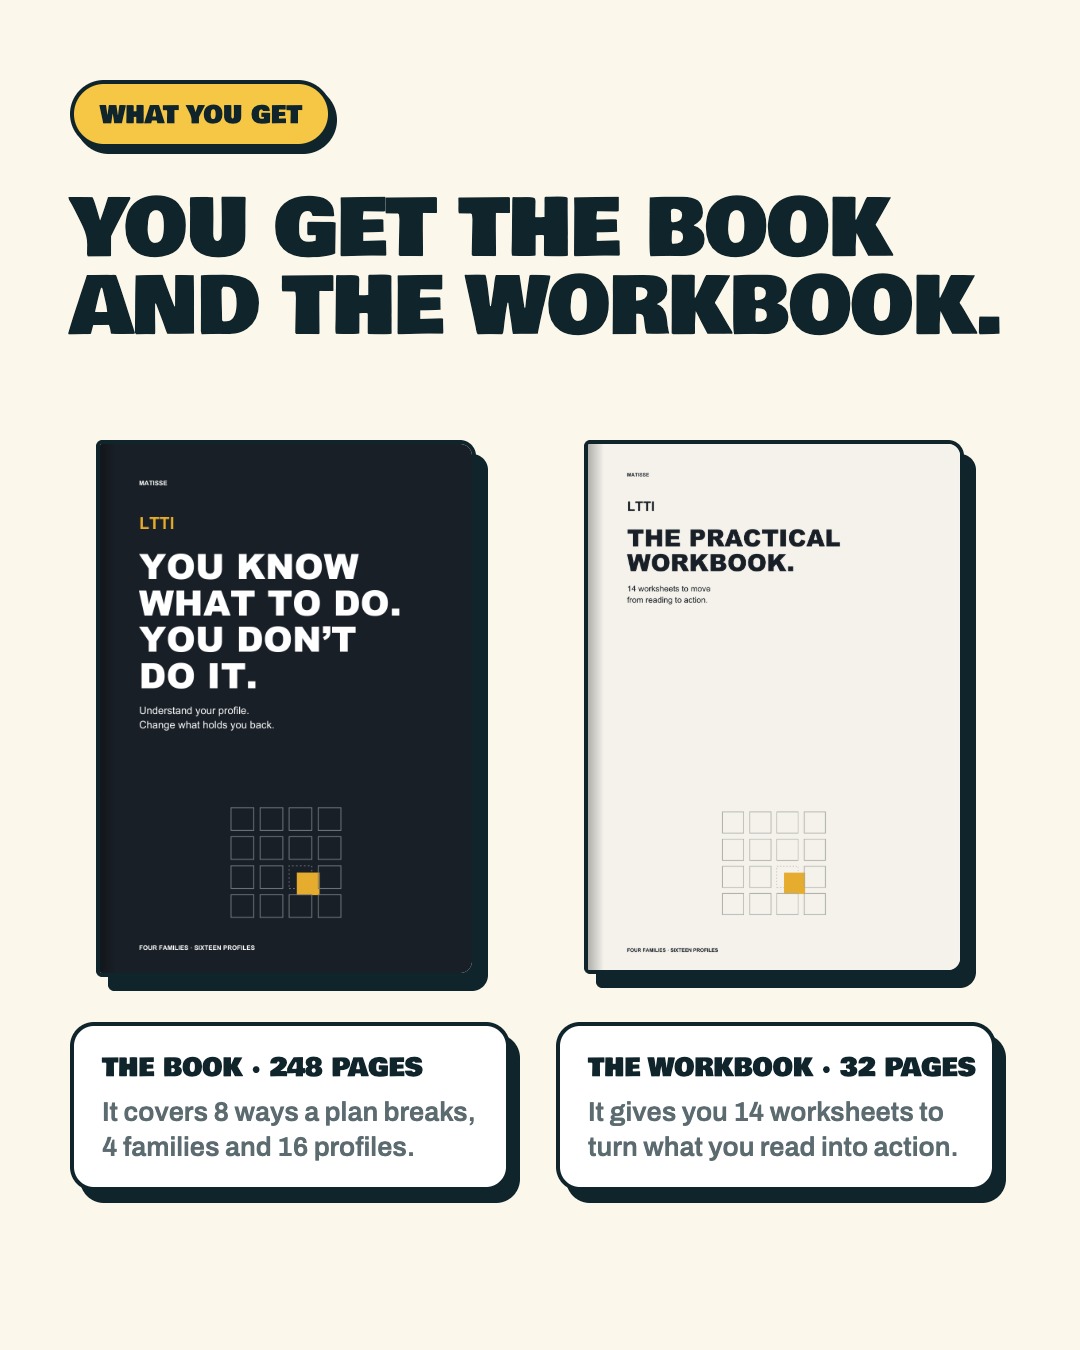 WHAT YOU GET
YOU GET THE BOOK
AND THE WORKBOOK.
MATISSE
LTTI
YOU KNOW
WHAT TO DO.
YOU DON’T
DO IT.
Understand your profile.
Change what holds you back.
FOUR FAMILIES · SIXTEEN PROFILES
MATISSE
LTTI
THE PRACTICAL
WORKBOOK.
14 worksheets to move
from reading to action.
FOUR FAMILIES · SIXTEEN PROFILES
THE BOOK · 248 PAGES
It covers 8 ways a plan breaks,
4 families and 16 profiles.
THE WORKBOOK · 32 PAGES
It gives you 14 worksheets to
turn what you read into action.